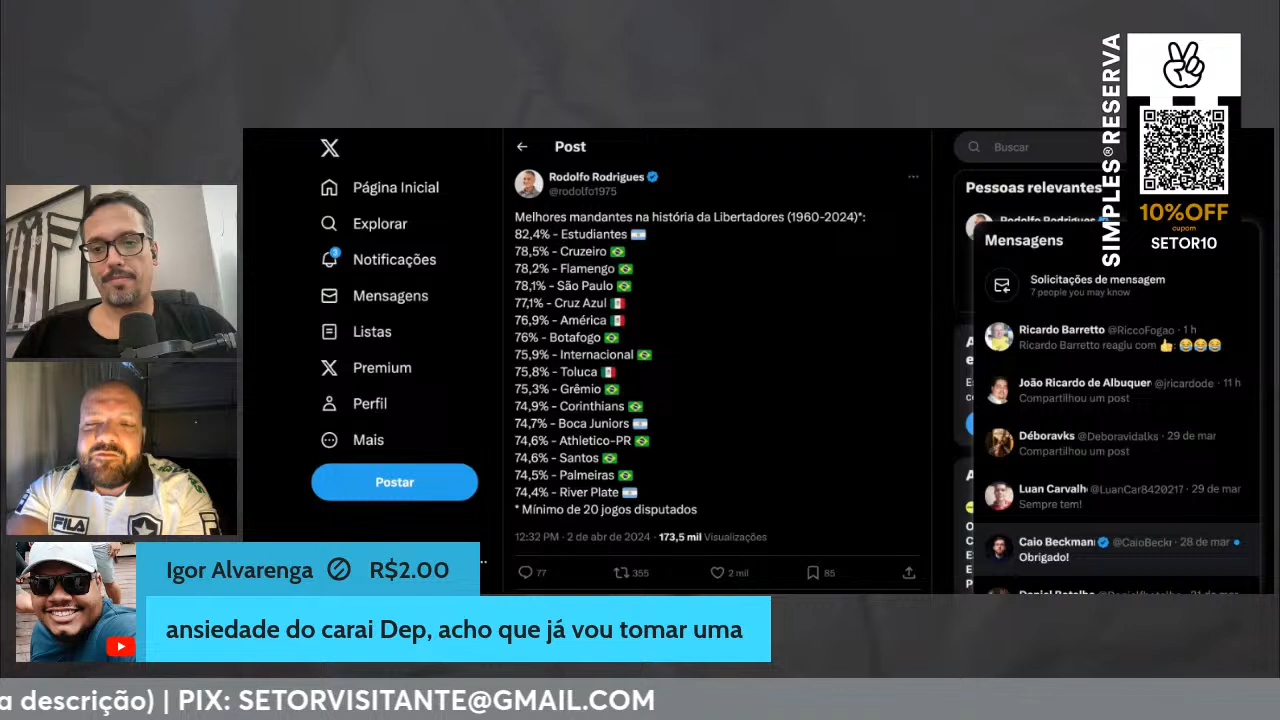 Página Inicial
Explorar
3
Notificações
Mensagens
Listas
Premium
Perfil
Mais
Postar
Post
Rodolfo Rodrigues
@rodolfo1975
Melhores mandantes na história da Libertadores (1960-2024)*:
82,4% - Estudiantes
78,5% - Cruzeiro
78,2% - Flamengo
78,1% - São Paulo
77,1% - Cruz Azul
76,9% - América
76% - Botafogo
75,9% - Internacional
75,8% - Toluca
75,3% - Grêmio
74,9% - Corinthians
74,7% - Boca Juniors
74,6% - Athletico-PR
74,6% - Santos
74,5% - Palmeiras
74,4% - River Plate
* Mínimo de 20 jogos disputados
12:32 PM · 2 de abr de 2024 · 173,5 mil Visualizações
77 355 2 mil 85
Buscar
Pessoas relevantes
Rodolfo Rodrigues
Mensagens
Solicitações de mensagem
7 people you may know
Ricardo Barretto @RiccoFogao · 1 h
Ricardo Barretto reagiu com 👍: 😂😂😂
João Ricardo de Albuquer @jricardode · 11 h
Compartilhou um post
Déboravks @Deboravidalks · 29 de mar
Compartilhou um post
Luan Carvalh @LuanCar8420217 · 29 de mar
Sempre tem!
Caio Beckman @CaioBeck · 28 de mar
Obrigado!
SIMPLES®RESERVA
10%OFF
cupom
SETOR10
FILA
Igor Alvarenga R$2.00
ansiedade do carai Dep, acho que já vou tomar uma
a descrição) | PIX: SETORVISITANTE@GMAIL.COM